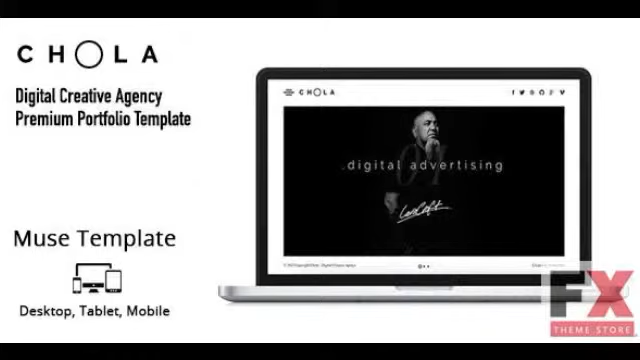 CHOLA
Digital Creative Agency
Premium Portfolio Template
Muse Template
Desktop, Tablet, Mobile
CHOLA
.digital advertising
FX
THEME STORE